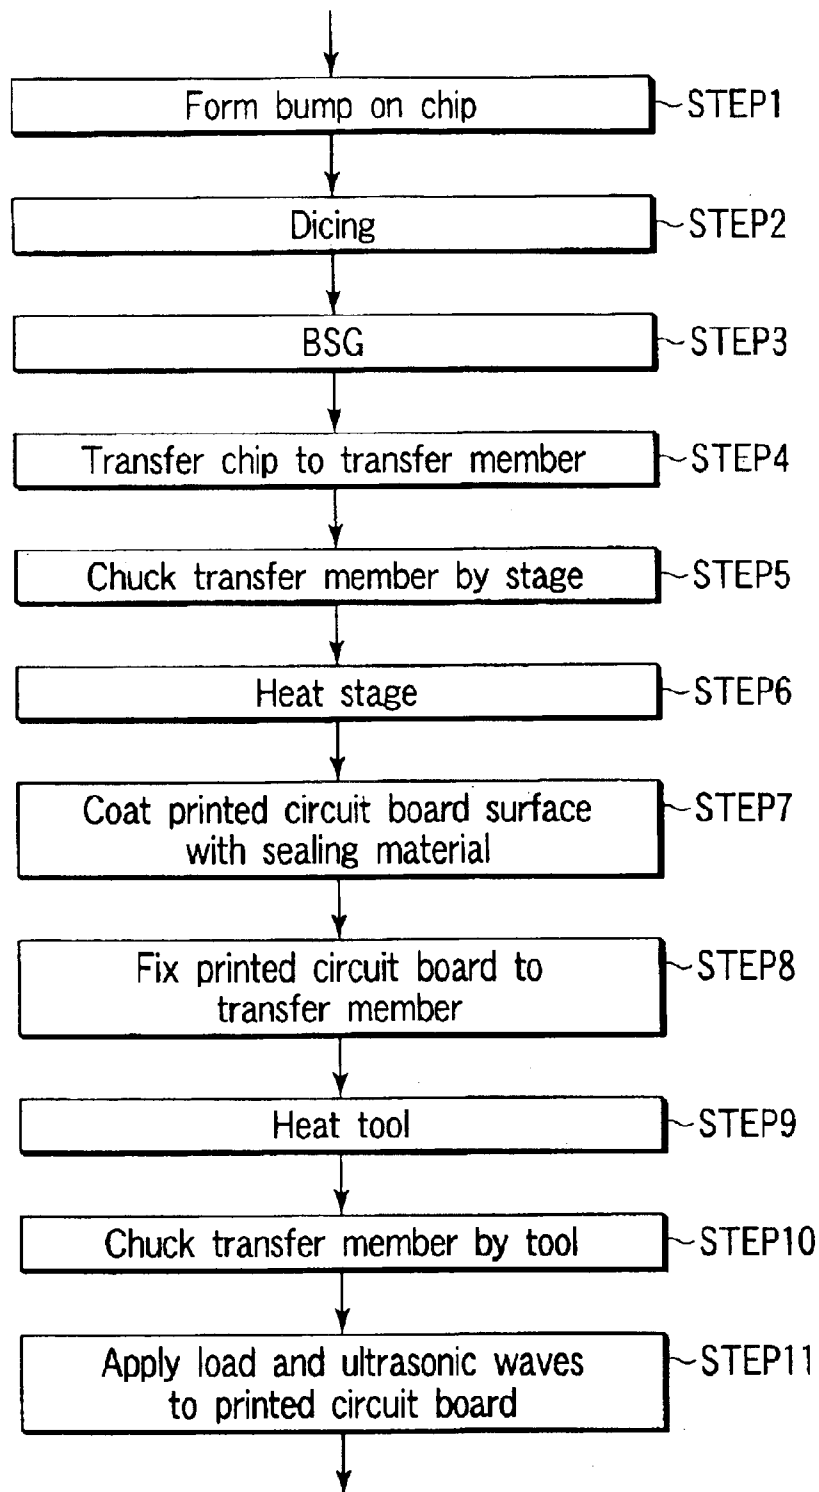 Form bump on chip STEP1
Dicing STEP2
BSG STEP3
Transfer chip to transfer member STEP4
Chuck transfer member by stage STEP5
Heat stage STEP6
Coat printed circuit board surface STEP7
with sealing material
Fix printed circuit board to STEP8
transfer member
Heat tool STEP9
Chuck transfer member by tool STEP10
Apply load and ultrasonic waves STEP11
to printed circuit board